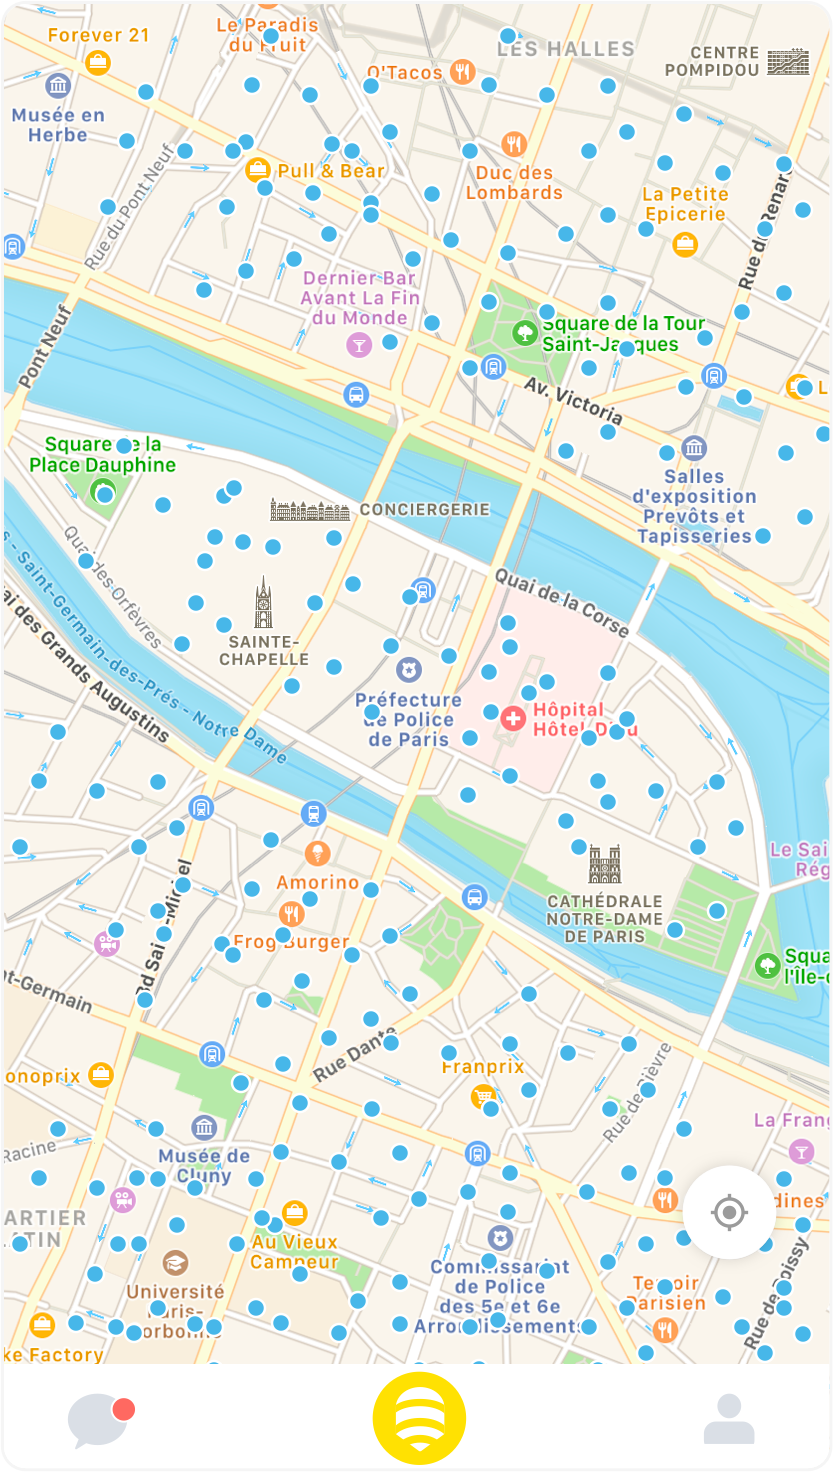 Forever 21
Le Paradis
du Fruit
LES HALLES
CENTRE
POMPIDOU
O'Tacos
Musée en
Herbe
Pull & Bear
Duc des
Lombards
La Petite
Epicerie
Rue du Pont Neuf
Dernier Bar
Avant La Fin
du Monde
Square de la Tour
Saint-Jacques
Pont Neuf
Av. Victoria
L
Square de la
Place Dauphine
Salles
d'exposition
Prevôts et
Tapisseries
CONCIERGERIE
Quai des Orfèvres
Quai de la Corse
s - Saint-Germain-des-Prés - Notre Dame
ai des Grands Augustins
SAINTE-
CHAPELLE
Préfecture
de Police
de Paris
Hôpital
Hôtel-Dieu
Le Sai
Rég
Amorino
CATHÉDRALE
NOTRE-DAME
DE PARIS
Frog Burger
Bd Saint-Michel
Squa
l'Île-d
nt-Germain
Rue Dante
Franprix
Rue de Bièvre
onoprix
La Frang
Racine
Musée de
Cluny
dines
ARTIER
LATIN
Au Vieux
Campeur
Commissariat
de Police
des 5e et 6e
Arrondissements
Université
Paris-
Sorbonne
Terroir
Parisien
Rue de Poissy
ke Factory